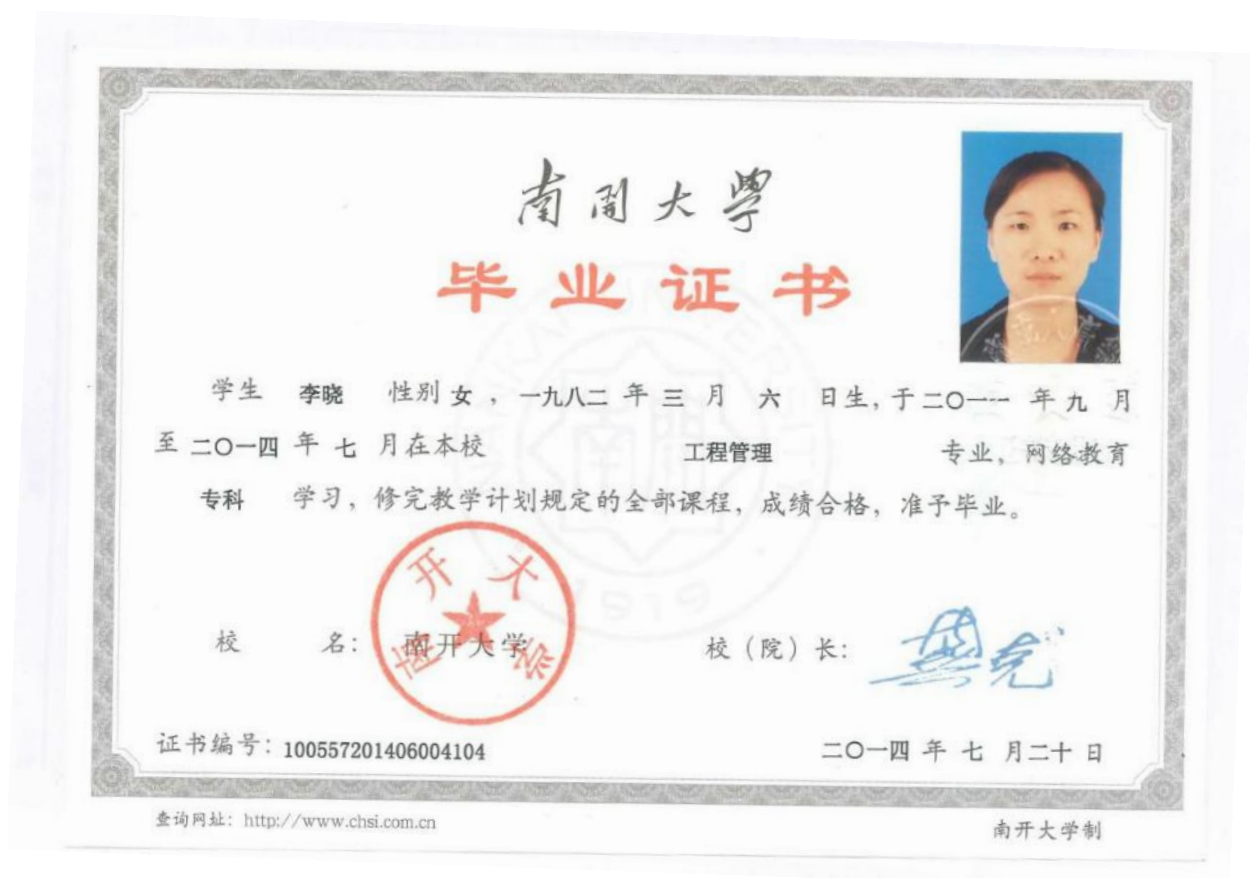 南開大學
毕业证书
学生 李晓 性别 女，一九八二 年 三 月 六 日生，于 二〇一一 年 九 月
至 二〇一四 年 七 月在本校 工程管理 专业，网络教育
专科 学习，修完教学计划规定的全部课程，成绩合格，准予毕业。
校 名：南开大学
南开大学
校（院）长：
龚克
证书编号：100557201406004104
二〇一四 年 七 月二十 日
查询网址：http://www.chsi.com.cn
南开大学制